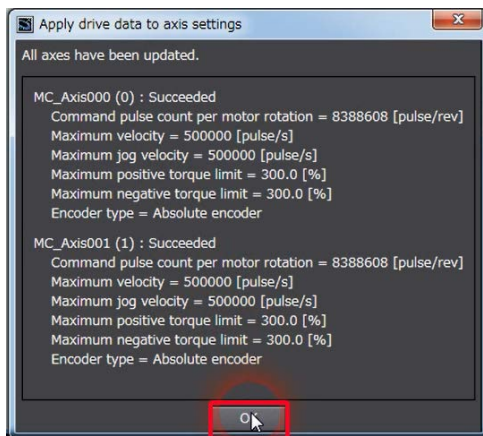 Apply drive data to axis settings
All axes have been updated.
MC_Axis000 (0) : Succeeded
Command pulse count per motor rotation = 8388608 [pulse/rev]
Maximum velocity = 500000 [pulse/s]
Maximum jog velocity = 500000 [pulse/s]
Maximum positive torque limit = 300.0 [%]
Maximum negative torque limit = 300.0 [%]
Encoder type = Absolute encoder
MC_Axis001 (1) : Succeeded
Command pulse count per motor rotation = 8388608 [pulse/rev]
Maximum velocity = 500000 [pulse/s]
Maximum jog velocity = 500000 [pulse/s]
Maximum positive torque limit = 300.0 [%]
Maximum negative torque limit = 300.0 [%]
Encoder type = Absolute encoder
OK